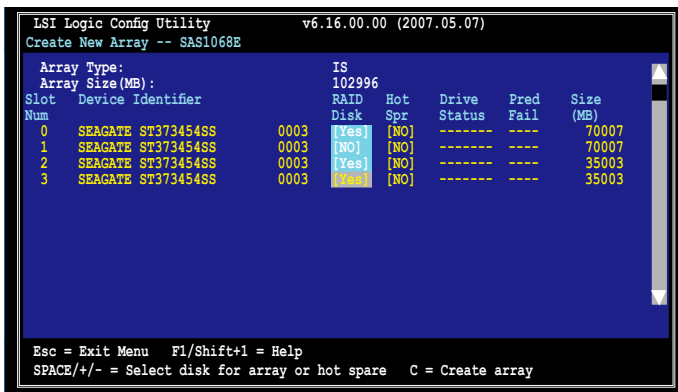 LSI Logic Config Utility v6.16.00.00 (2007.05.07)
Create New Array -- SAS1068E
Array Type: IS
Array Size(MB): 102996
Slot Device Identifier RAID Hot Drive Pred Size
Num Disk Spr Status Fail (MB)
0 SEAGATE ST373454SS 0003 [Yes] [NO] ------- ---- 70007
1 SEAGATE ST373454SS 0003 [NO] [NO] ------- ---- 70007
2 SEAGATE ST373454SS 0003 [Yes] [NO] ------- ---- 35003
3 SEAGATE ST373454SS 0003 [Yes] [NO] ------- ---- 35003
Esc = Exit Menu F1/Shift+1 = Help
SPACE/+/- = Select disk for array or hot spare C = Create array